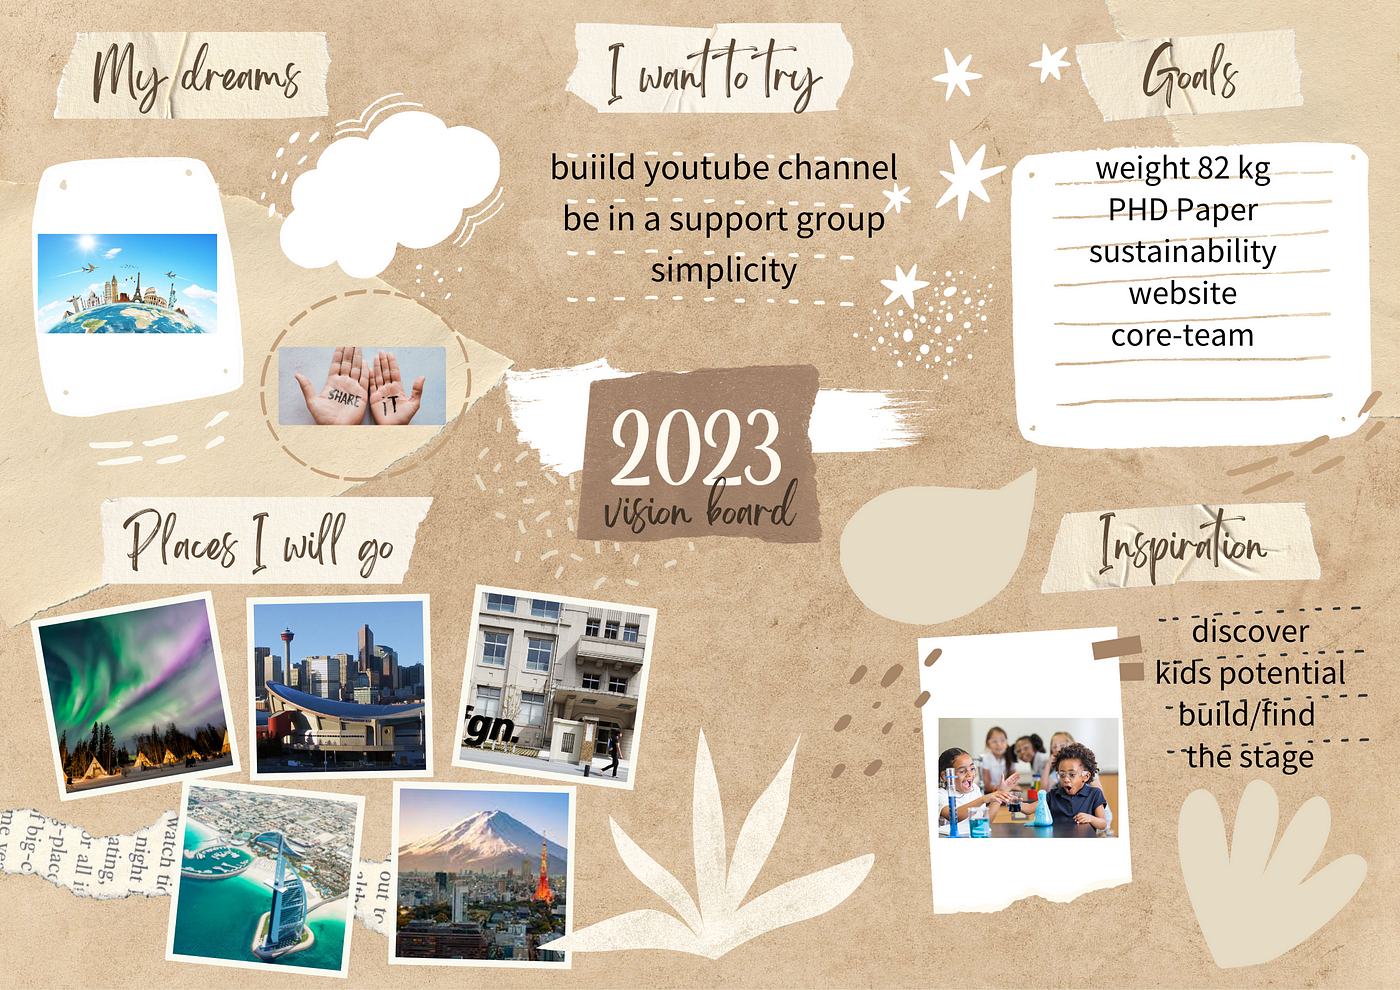 My dreams
I want to try
Goals
buiild youtube channel
be in a support group
simplicity
weight 82 kg
PHD Paper
sustainability
website
core-team
SHARE IT
2023
vision board
Places I will go
Inspiration
discover
kids potential
build/find
the stage
ign.
watch ti
night
ating,
or all i
-place
f big-c
me ye
out to